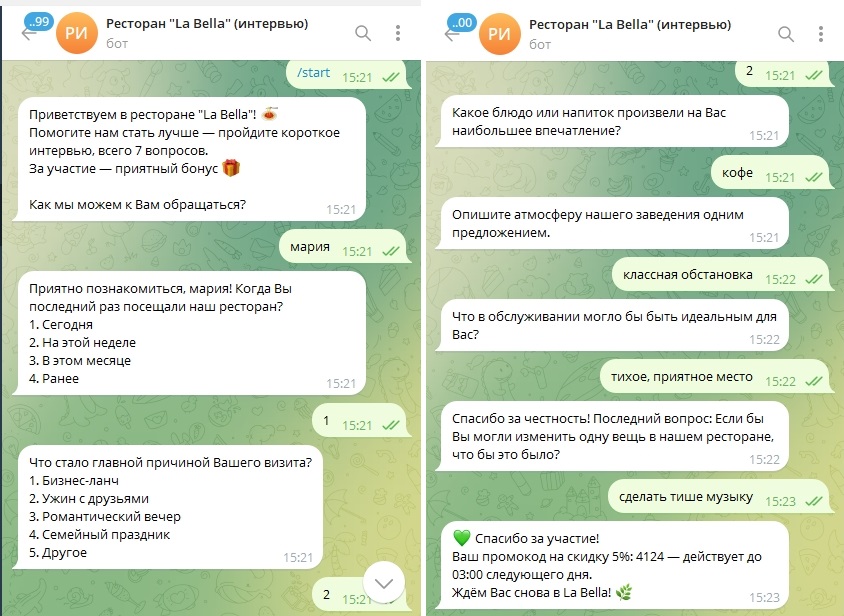 ..99
РИ
Ресторан "La Bella" (интервью)
бот
/start 15:21
Приветствуем в ресторане "La Bella"! 🍝
Помогите нам стать лучше — пройдите короткое
интервью, всего 7 вопросов.
За участие — приятный бонус 🎁
Как мы можем к Вам обращаться?
15:21
мария 15:21
Приятно познакомиться, мария! Когда Вы
последний раз посещали наш ресторан?
1. Сегодня
2. На этой неделе
3. В этом месяце
4. Ранее
15:21
1 15:21
Что стало главной причиной Вашего визита?
1. Бизнес-ланч
2. Ужин с друзьями
3. Романтический вечер
4. Семейный праздник
5. Другое
15:21
2 15:21
..00
РИ
Ресторан "La Bella" (интервью)
бот
2 15:21
Какое блюдо или напиток произвели на Вас
наибольшее впечатление?
15:21
кофе 15:21
Опишите атмосферу нашего заведения одним
предложением.
15:21
классная обстановка 15:22
Что в обслуживании могло бы быть идеальным для
Вас?
15:22
тихое, приятное место 15:22
Спасибо за честность! Последний вопрос: Если бы
Вы могли изменить одну вещь в нашем ресторане,
что бы это было?
15:22
сделать тише музыку 15:23
💚 Спасибо за участие!
Ваш промокод на скидку 5%: 4124 — действует до
03:00 следующего дня.
Ждём Вас снова в La Bella! 🌿
15:23